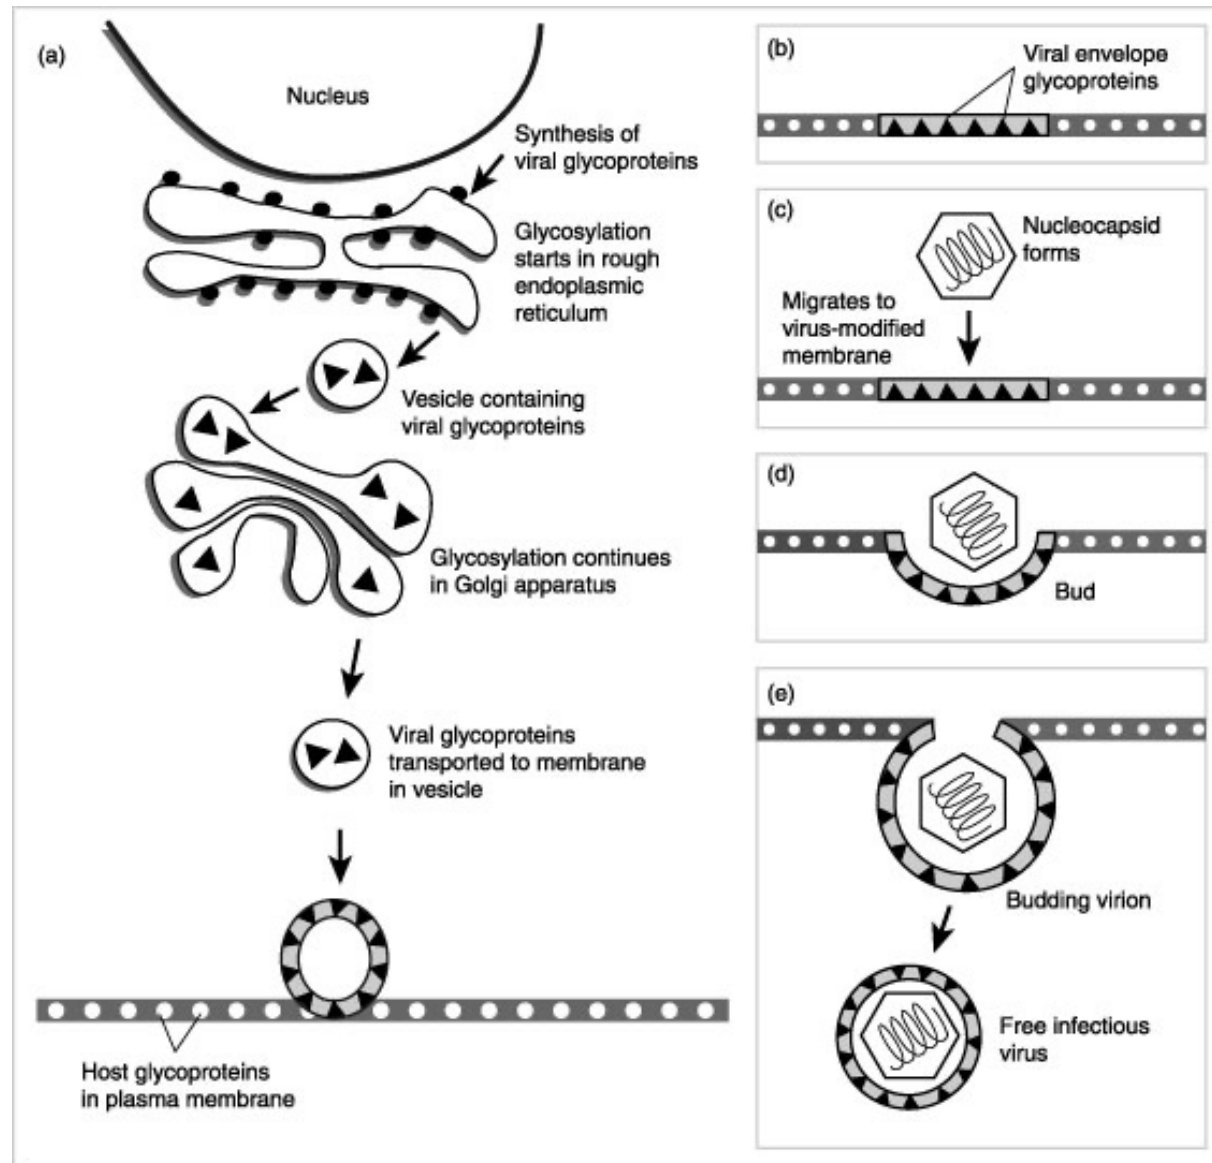 (a)
Nucleus
Synthesis of
viral glycoproteins
Glycosylation
starts in rough
endoplasmic
reticulum
Vesicle containing
viral glycoproteins
Glycosylation continues
in Golgi apparatus
Viral glycoproteins
transported to membrane
in vesicle
Host glycoproteins
in plasma membrane
(b)
Viral envelope
glycoproteins
(c)
Nucleocapsid
forms
Migrates to
virus-modified
membrane
(d)
Bud
(e)
Budding virion
Free infectious
virus